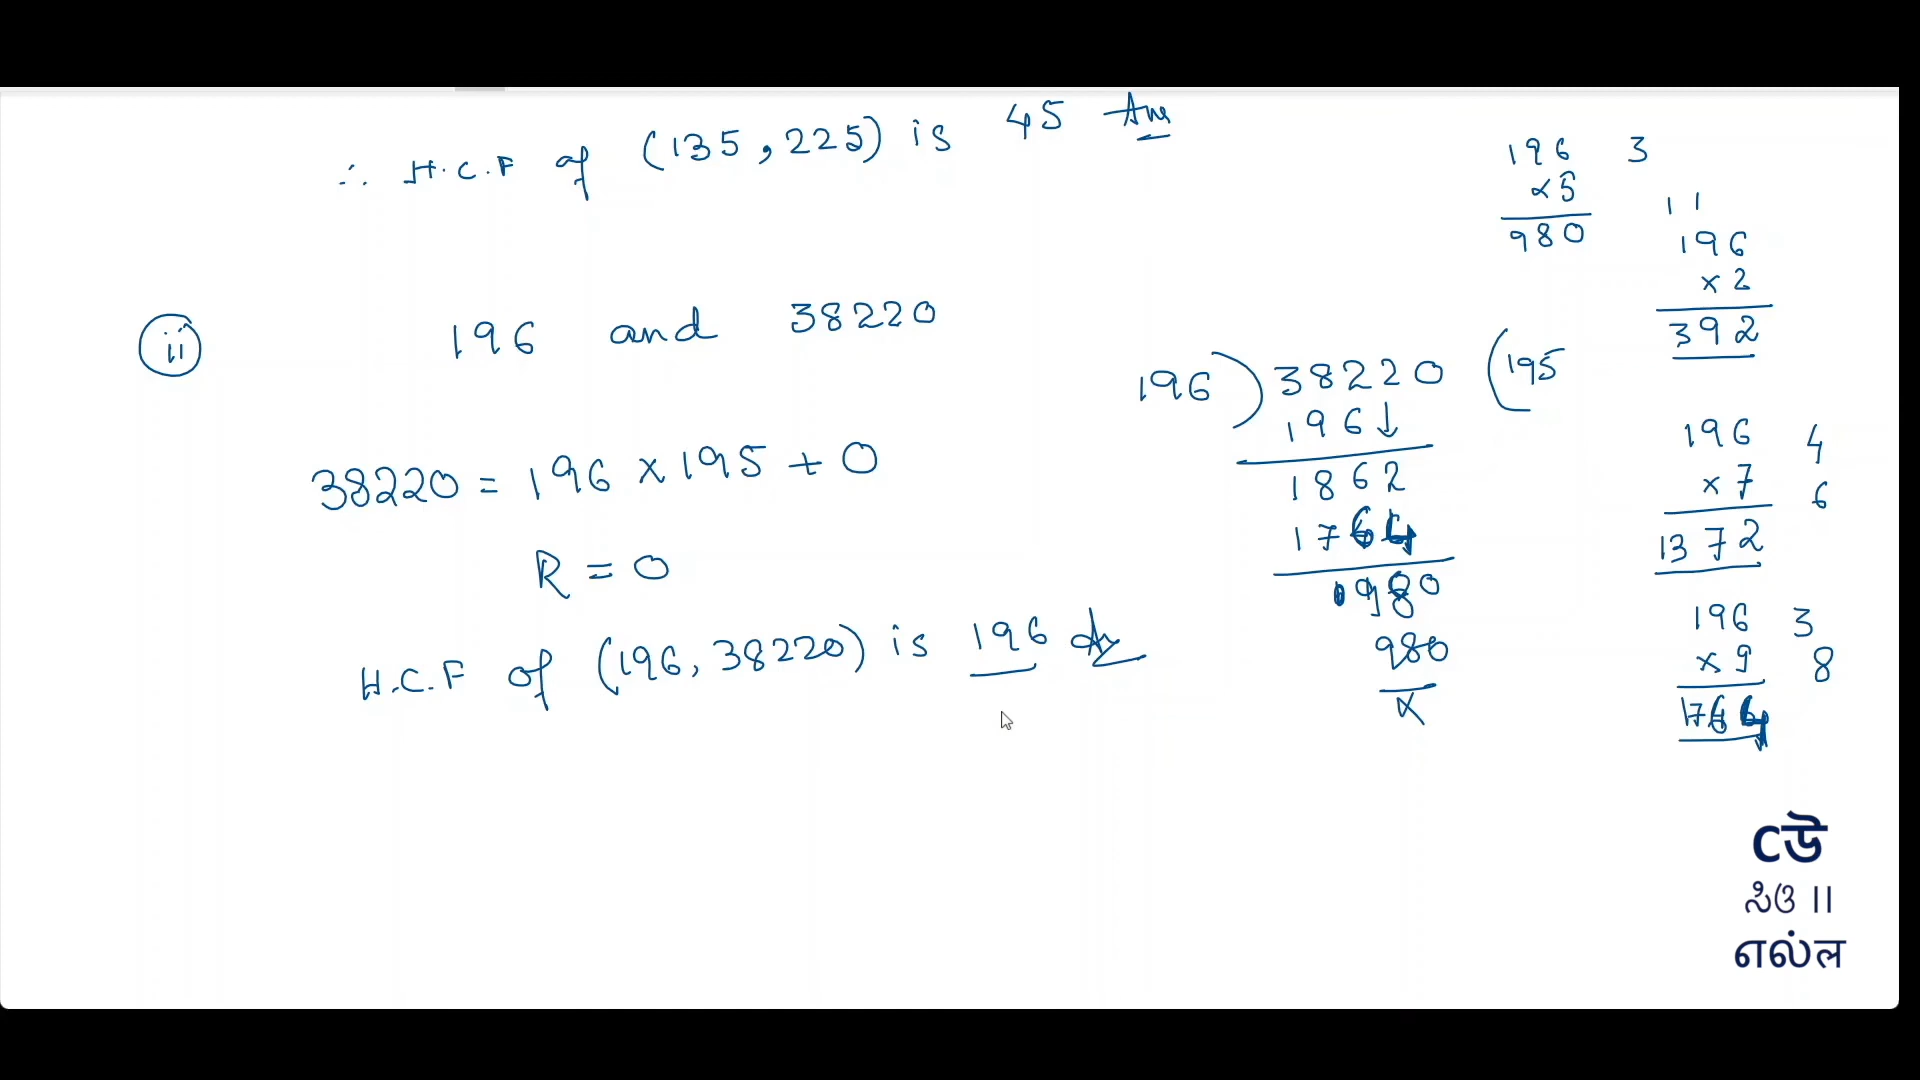 ∴ H.C.F of (135, 225) is 45 Ans
ii 196 and 38220
38220 = 196 × 195 + 0
R = 0
H.C.F of (196, 38220) is 196
196 ) 38220 ( 195
196↓
1862
1764
0980
980
x
196 3
×5
980
1 1
196
× 2
392
196 4
× 7 6
1372
196 3
× 9 8
1764